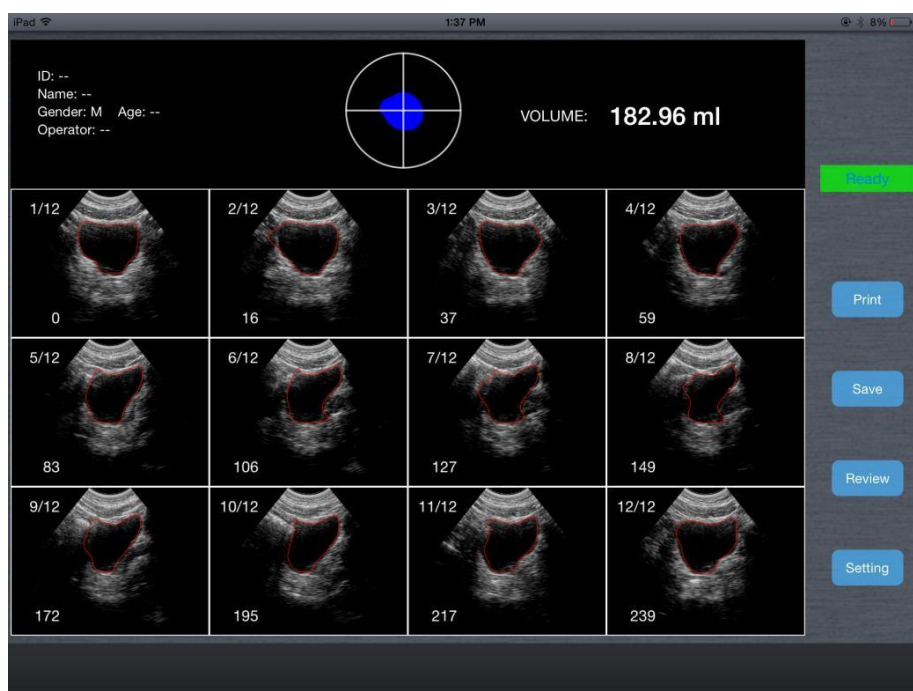 iPad 1:37 PM 8%
ID: --
Name: --
Gender: M Age: --
Operator: --
VOLUME: 182.96 ml
Ready
1/12 2/12 3/12 4/12
0 16 37 59
Print
5/12 6/12 7/12 8/12
Save
83 106 127 149
Review
9/12 10/12 11/12 12/12
Setting
172 195 217 239